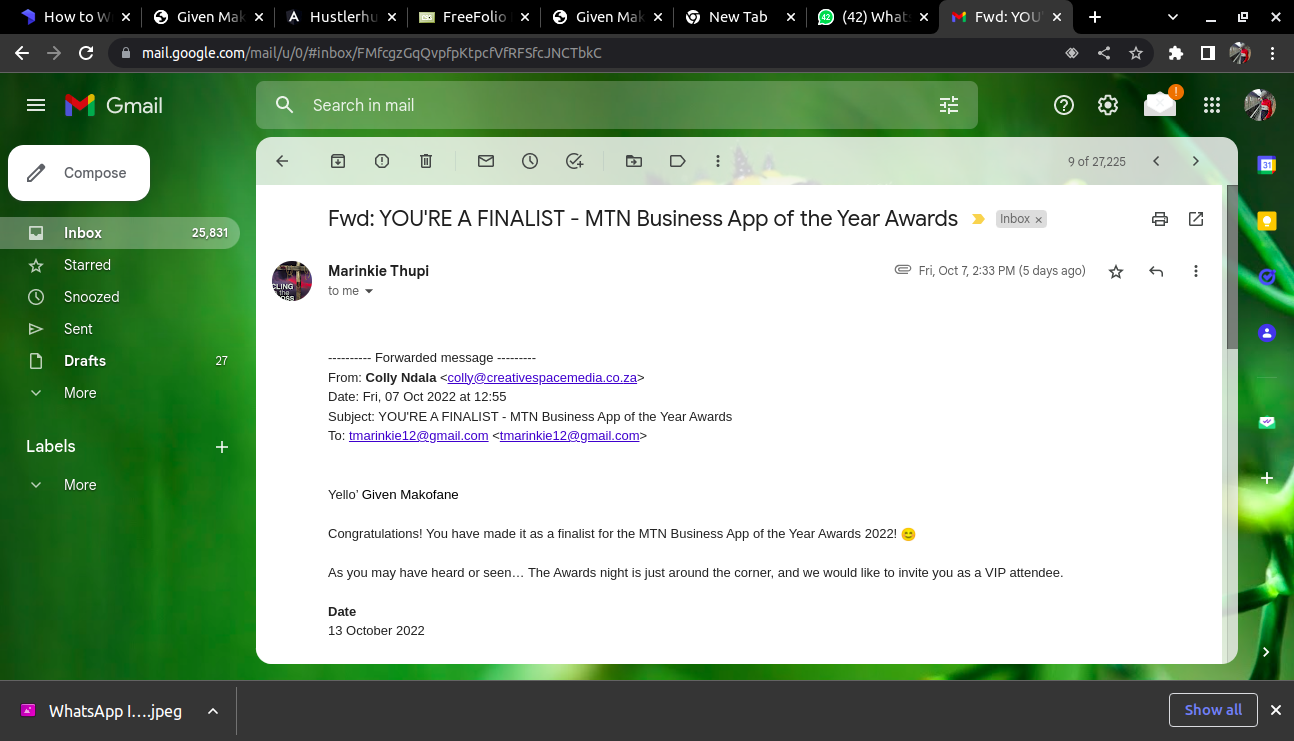 How to W
Given Mak
Hustlerhu
FreeFolio
Given Mak
New Tab
(42) Whats
Fwd: YOU'
mail.google.com/mail/u/0/#inbox/FMfcgzGqQvpfpKtpcfVfRFSfcJNCTbkC
Gmail
Search in mail
!
Compose
9 of 27,225
31
Inbox 25,831
Starred
Snoozed
Sent
Drafts 27
More
Labels
More
Fwd: YOU'RE A FINALIST - MTN Business App of the Year Awards
Inbox ×
Marinkie Thupi
Fri, Oct 7, 2:33 PM (5 days ago)
to me
---------- Forwarded message ---------
From: Colly Ndala <colly@creativespacemedia.co.za>
Date: Fri, 07 Oct 2022 at 12:55
Subject: YOU'RE A FINALIST - MTN Business App of the Year Awards
To: tmarinkie12@gmail.com <tmarinkie12@gmail.com>
Yello' Given Makofane
Congratulations! You have made it as a finalist for the MTN Business App of the Year Awards 2022! 😊
As you may have heard or seen… The Awards night is just around the corner, and we would like to invite you as a VIP attendee.
Date
13 October 2022
WhatsApp I….jpeg
Show all